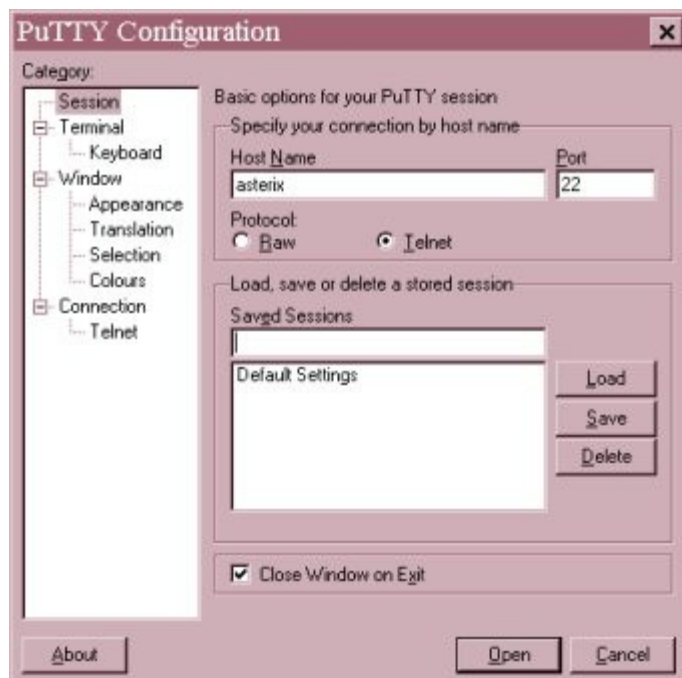 PuTTY Configuration
Category:
Session
Terminal
Keyboard
Window
Appearance
Translation
Selection
Colours
Connection
Telnet
Basic options for your PuTTY session
Specify your connection by host name
Host Name Port
asterix 22
Protocol:
Raw Telnet
Load, save or delete a stored session
Saved Sessions
Default Settings
Load
Save
Delete
Close Window on Exit
About Open Cancel